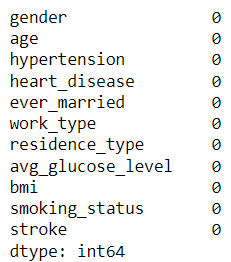 gender 0
age 0
hypertension 0
heart_disease 0
ever_married 0
work_type 0
residence_type 0
avg_glucose_level 0
bmi 0
smoking_status 0
stroke 0
dtype: int64